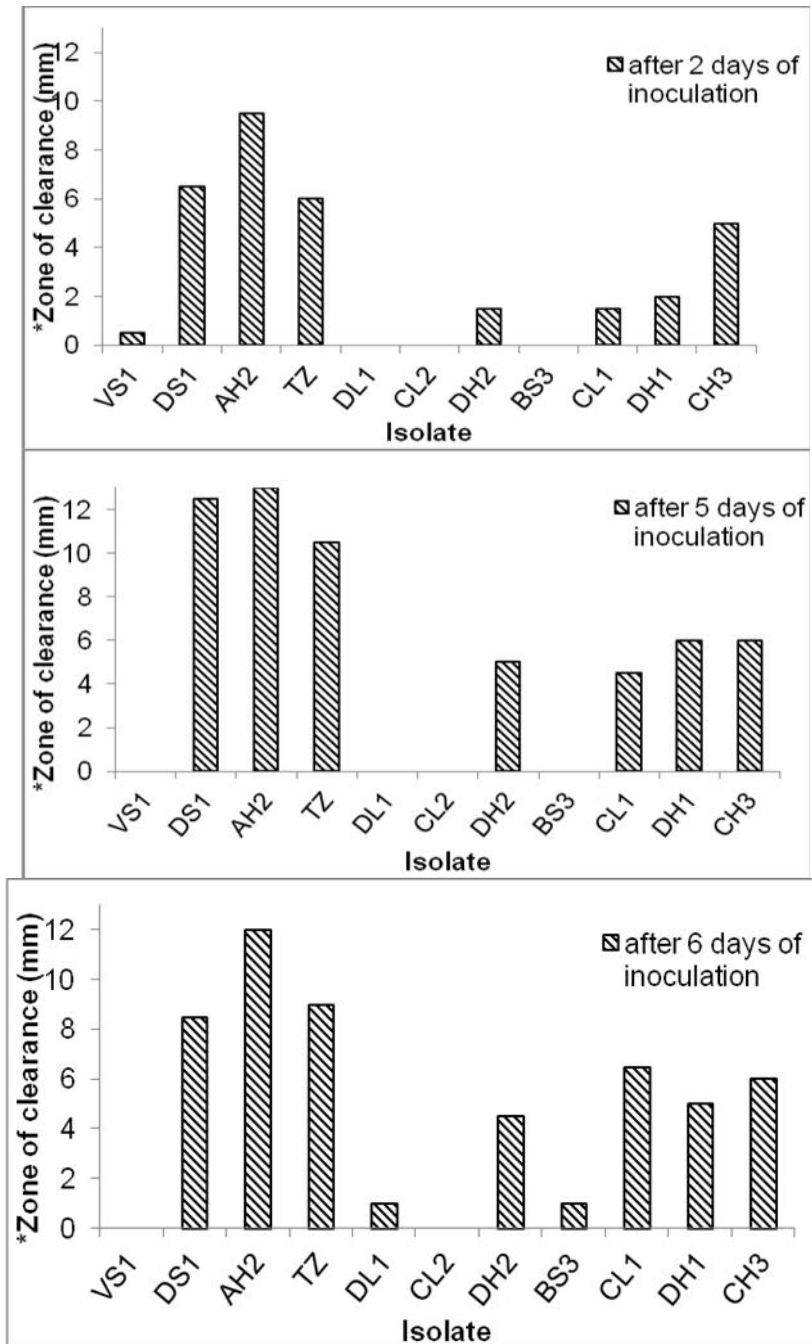 *Zone of clearance (mm)
12
10
8
6
4
2
0
after 2 days of
inoculation
VS1 DS1 AH2 TZ DL1 CL2 DH2 BS3 CL1 DH1 CH3
Isolate
*Zone of clearance (mm)
12
10
8
6
4
2
0
after 5 days of
inoculation
VS1 DS1 AH2 TZ DL1 CL2 DH2 BS3 CL1 DH1 CH3
Isolate
*Zone of clearance (mm)
12
10
8
6
4
2
0
after 6 days of
inoculation
VS1 DS1 AH2 TZ DL1 CL2 DH2 BS3 CL1 DH1 CH3
Isolate